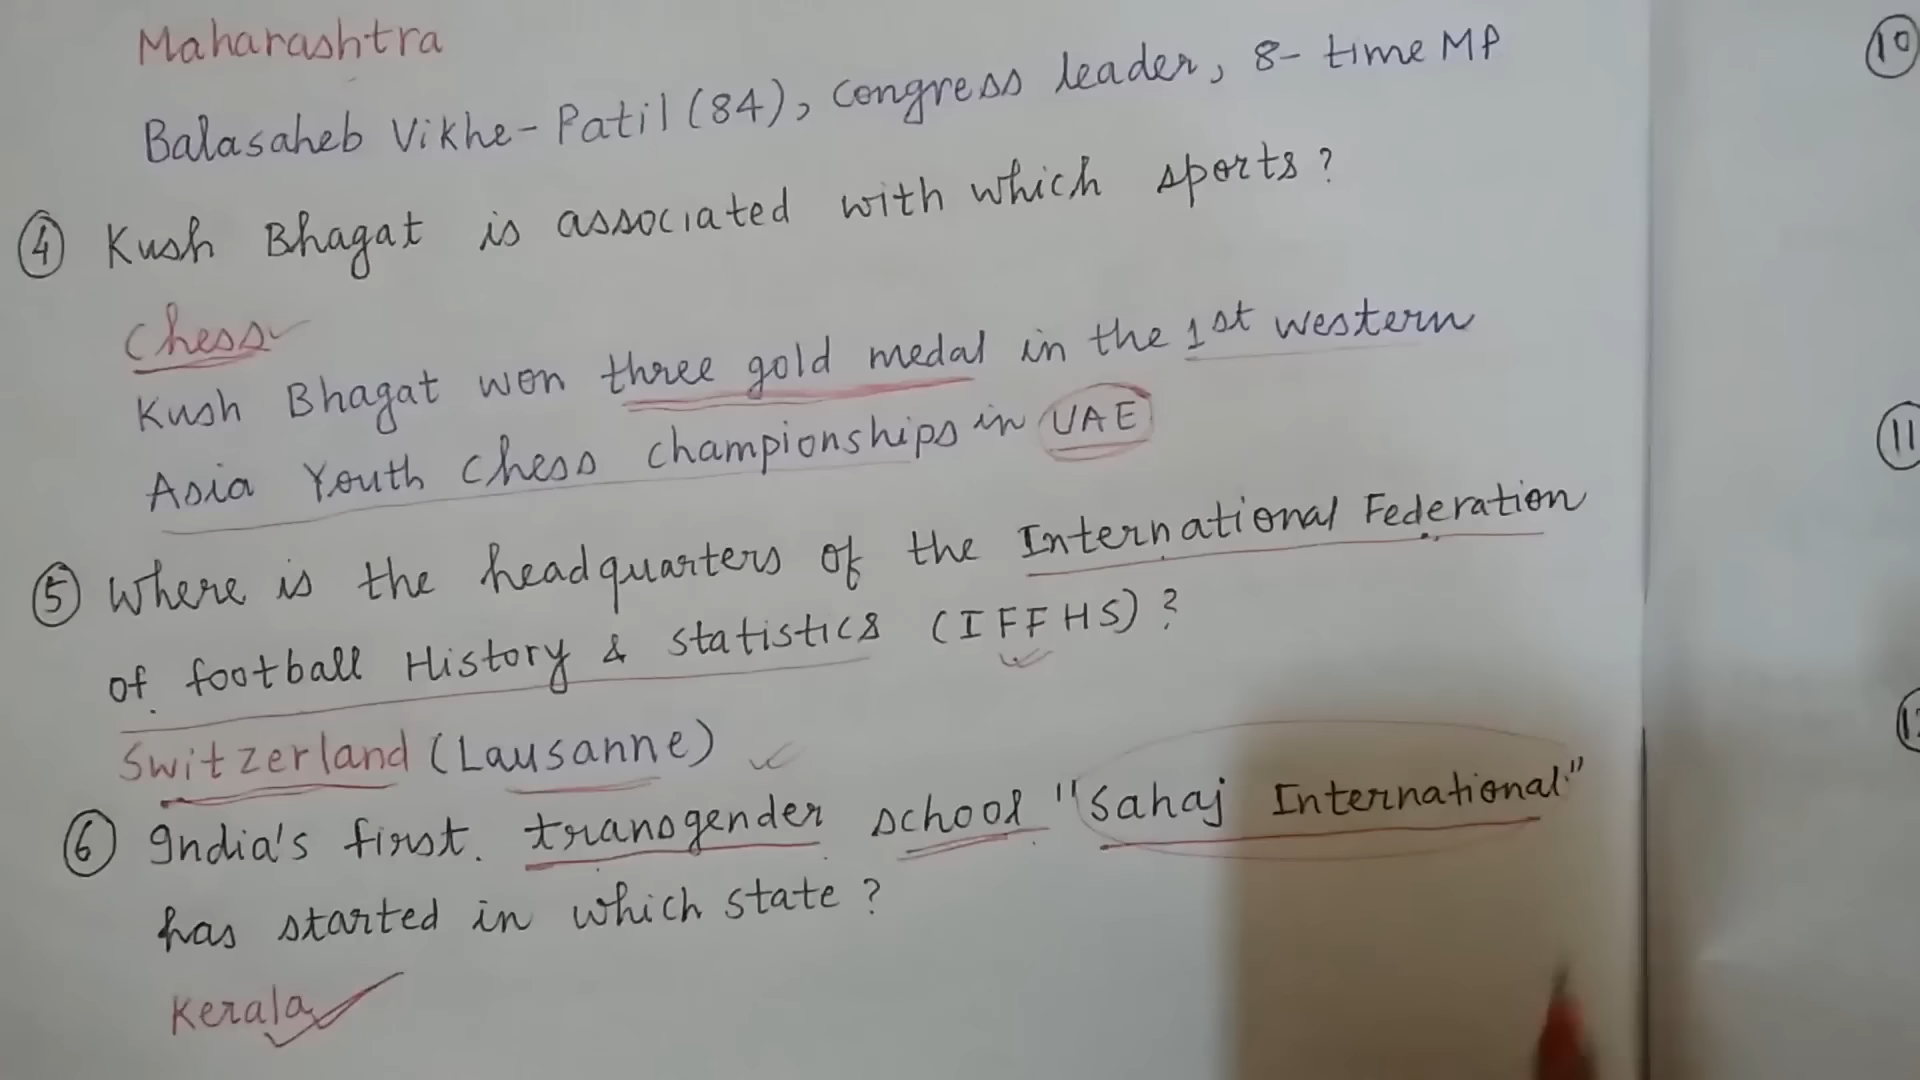 Maharashtra
Balasaheb Vikhe-Patil (84), Congress leader, 8-time MP
④ Kush Bhagat is associated with which sports?
Chess
Kush Bhagat won three gold medal in the 1st western
Asia Youth Chess championships in UAE
⑤ Where is the headquarters of the International Federation
of football History & statistics (IFFHS)?
Switzerland (Lausanne)
⑥ India's first. transgender school "Sahaj International"
has started in which state?
Kerala
10
11